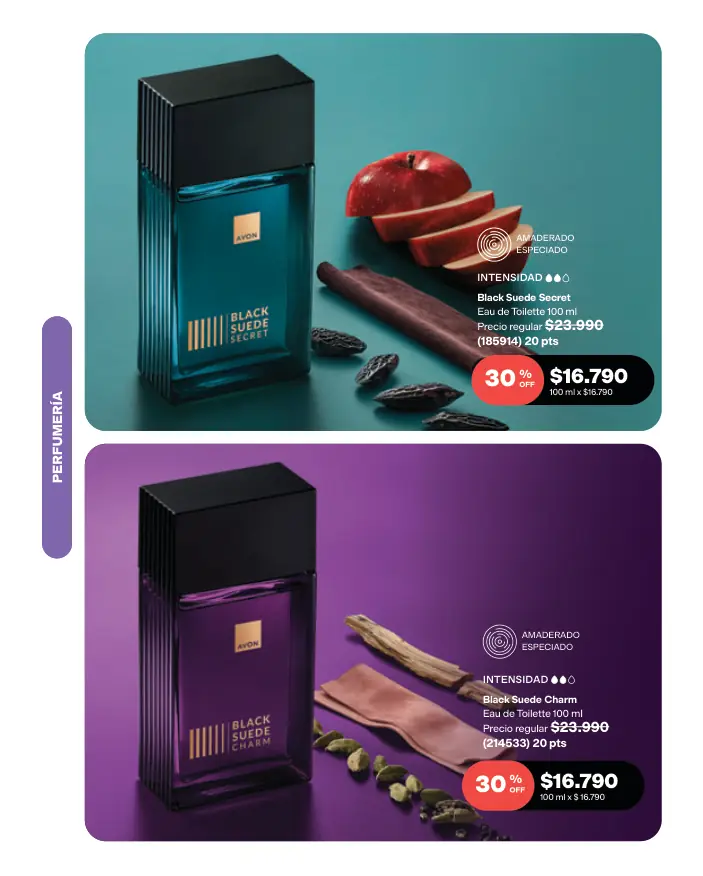 PERFUMERÍA
AVON
BLACK
SUEDE
SECRET
AMADERADO
ESPECIADO
INTENSIDAD
Black Suede Secret
Eau de Toilette 100 ml
Precio regular $23.990
(185914) 20 pts
30 % OFF
$16.790
100 ml x $16.790
AVON
BLACK
SUEDE
CHARM
AMADERADO
ESPECIADO
INTENSIDAD
Black Suede Charm
Eau de Toilette 100 ml
Precio regular $23.990
(214533) 20 pts
30 % OFF
$16.790
100 ml x $ 16.790